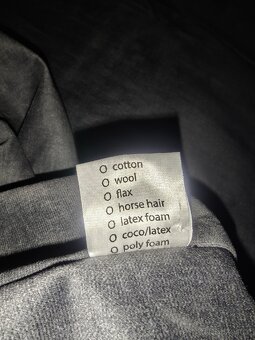 O cotton
O wool
O flax
O horse hair
O latex foam
O coco/latex
O poly foam